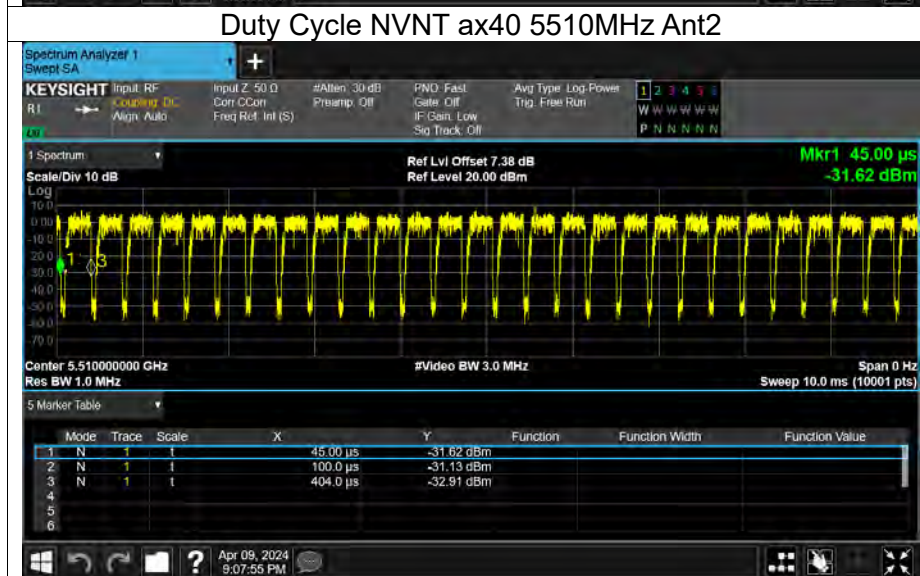 Duty Cycle NVNT ax40 5510MHz Ant2
Spectrum Analyzer 1
Swept SA
+
KEYSIGHT Input: RF Input Z: 50 Ω #Atten: 30 dB PNO: Fast Avg Type: Log-Power 1 2 3 4 5 6
Coupling: DC Corr CCorr Preamp: Off Gate: Off Trig: Free Run W W W W W W
Align: Auto Freq Ref: Int (S) IF Gain: Low
Sig Track: Off P N N N N N
1 Spectrum Ref Lvl Offset 7.38 dB Mkr1 45.00 µs
Scale/Div 10 dB Ref Level 20.00 dBm -31.62 dBm
Log
10.0
0.00
-10.0
-20.0
-30.0
-40.0
-50.0
-60.0
-70.0
1 3
Center 5.510000000 GHz #Video BW 3.0 MHz Span 0 Hz
Res BW 1.0 MHz Sweep 10.0 ms (10001 pts)
5 Marker Table
Mode Trace Scale X Y Function Function Width Function Value
1 N 1 t 45.00 µs -31.62 dBm
2 N 1 t 100.0 µs -31.13 dBm
3 N 1 t 404.0 µs -32.91 dBm
4
5
6
? Apr 09, 2024
9:07:55 PM